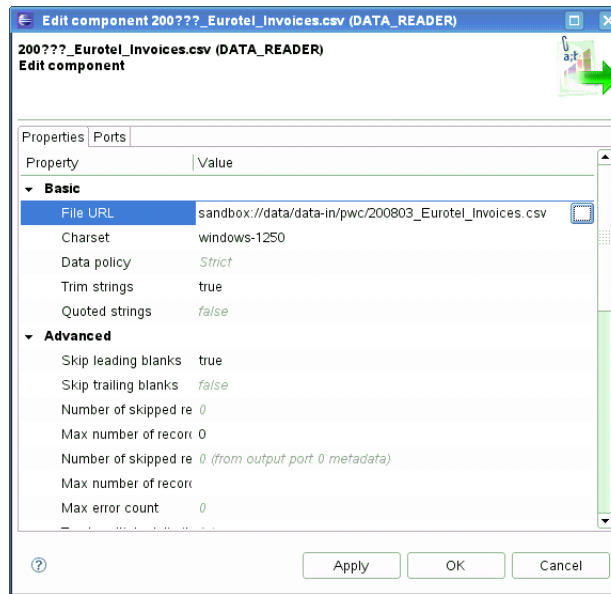 Edit component 200???_Eurotel_Invoices.csv (DATA_READER)
200???_Eurotel_Invoices.csv (DATA_READER)
Edit component
a;t
Properties Ports
Property Value
Basic
File URL sandbox://data/data-in/pwc/200803_Eurotel_Invoices.csv
Charset windows-1250
Data policy Strict
Trim strings true
Quoted strings false
Advanced
Skip leading blanks true
Skip trailing blanks false
Number of skipped re 0
Max number of recor 0
Number of skipped re 0 (from output port 0 metadata)
Max number of recor
Max error count 0
? Apply OK Cancel